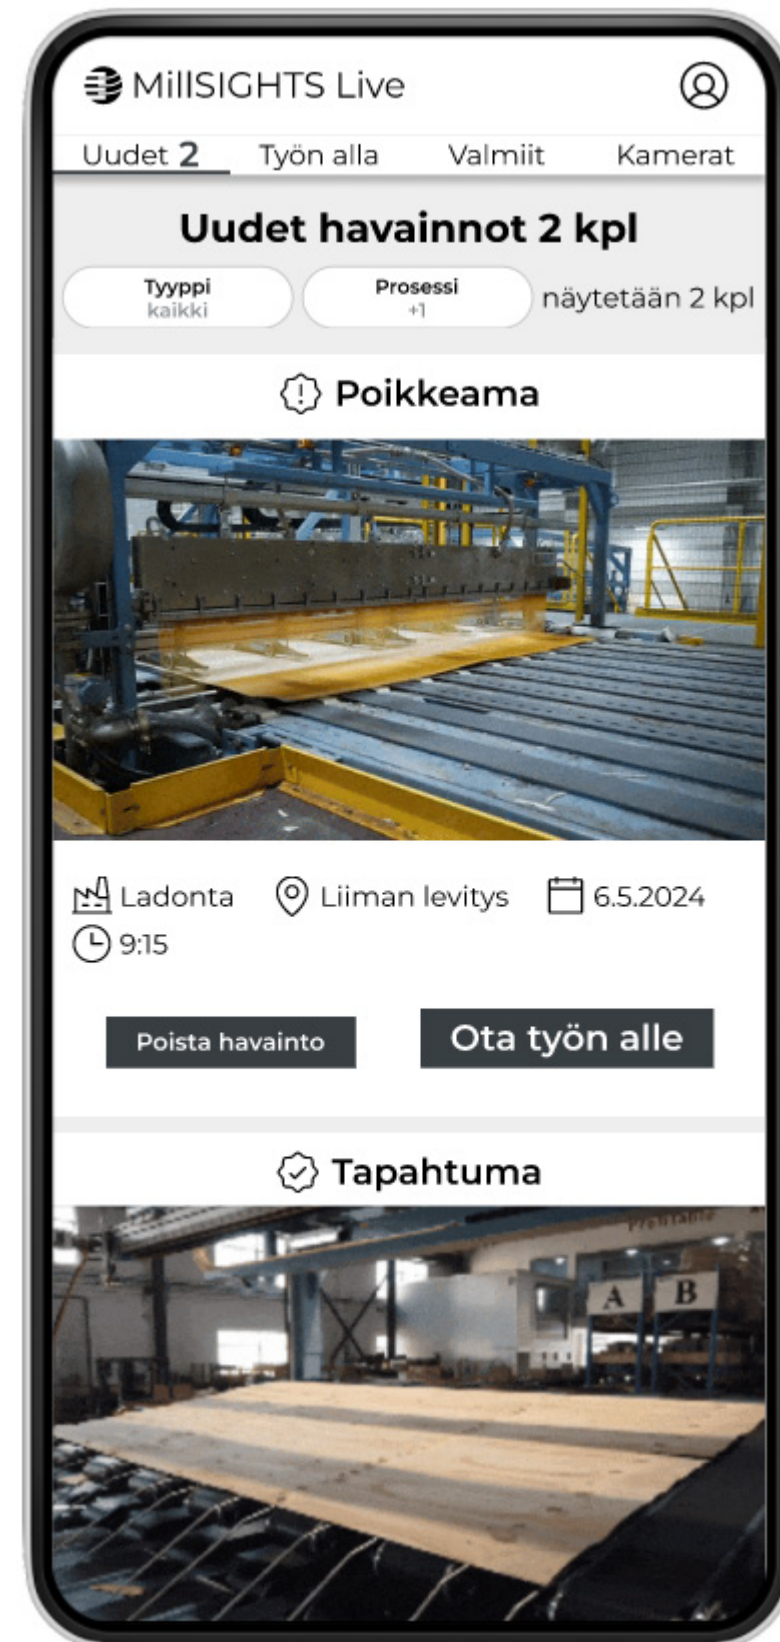 MillSIGHTS Live
Uudet 2 Työn alla Valmiit Kamerat
Uudet havainnot 2 kpl
Tyyppi
kaikki
Prosessi
+1
näytetään 2 kpl
Poikkeama
Ladonta Liiman levitys 6.5.2024
9:15
Poista havainto Ota työn alle
Tapahtuma
Profitable
A B